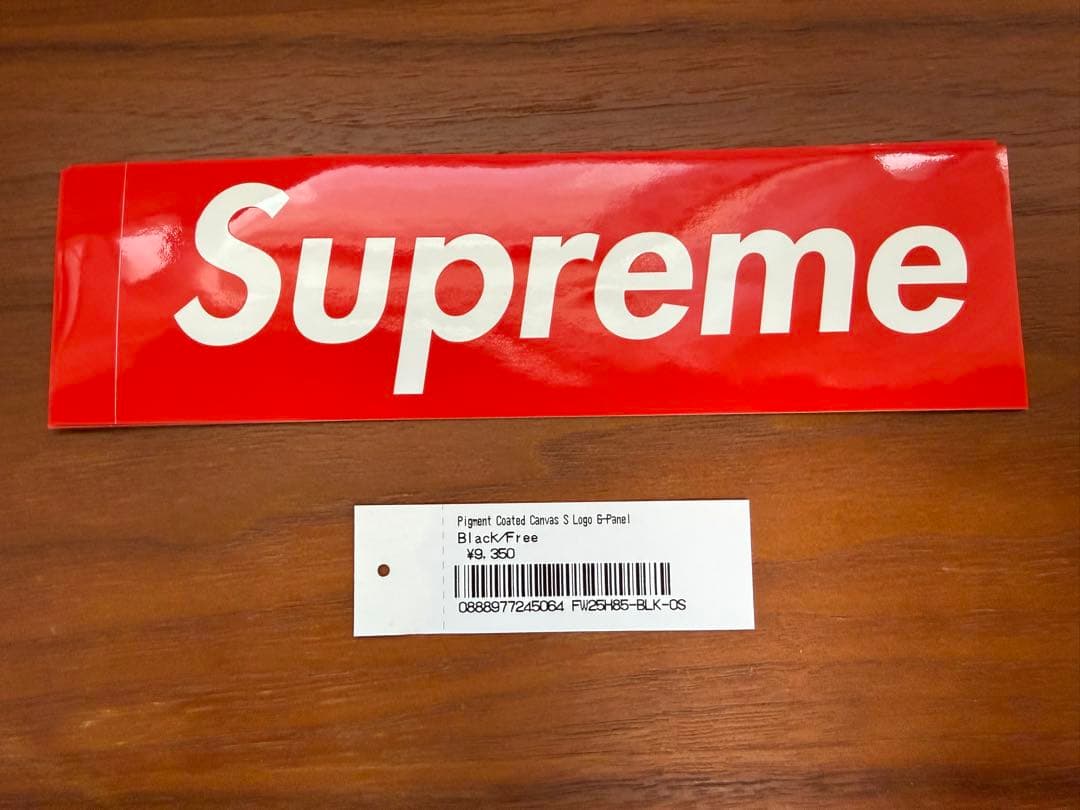 Supreme
Pigment Coated Canvas S Logo 6-Panel
Black/Free
¥9,350
0888977245064 FW25H85-BLK-OS